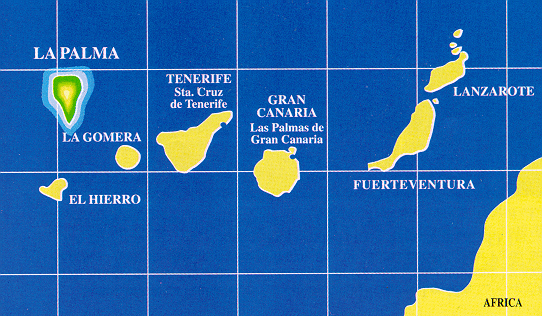 LA PALMA
TENERIFE
Sta. Cruz
de Tenerife
GRAN
CANARIA
Las Palmas de
Gran Canaria
LANZAROTE
LA GOMERA
FUERTEVENTURA
EL HIERRO
AFRICA